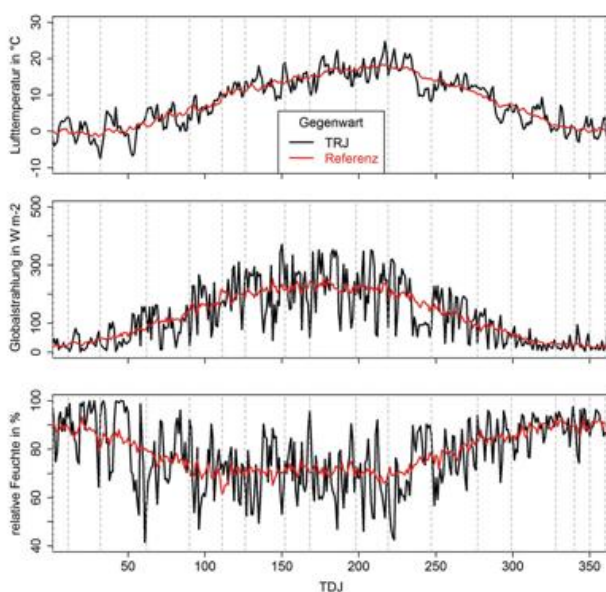 Lufttemperatur in °C
30
20
10
0
-10
Gegenwart
TRJ
Referenz
Globalstrahlung in W m-2
500
300
100
0
relative Feuchte in %
100
80
60
40
50
100
150
200
250
300
350
TDJ